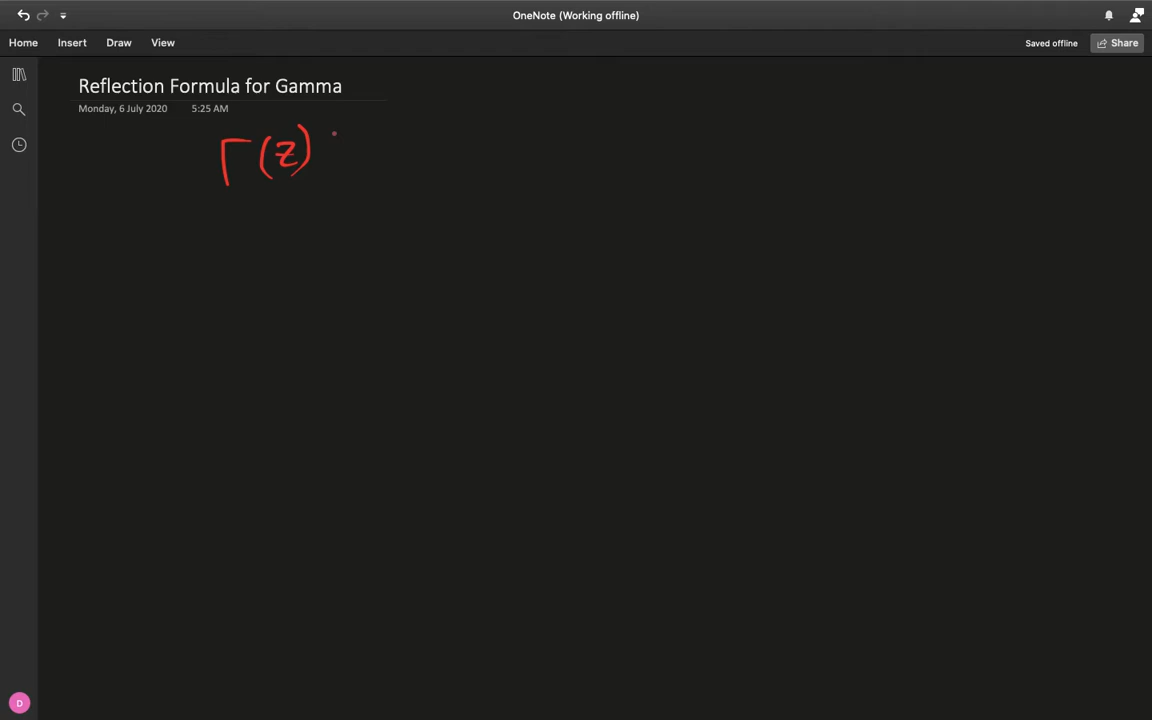 OneNote (Working offline)
Home Insert Draw View
Saved offline Share
Reflection Formula for Gamma
Monday, 6 July 2020 5:25 AM
Γ(z)
D